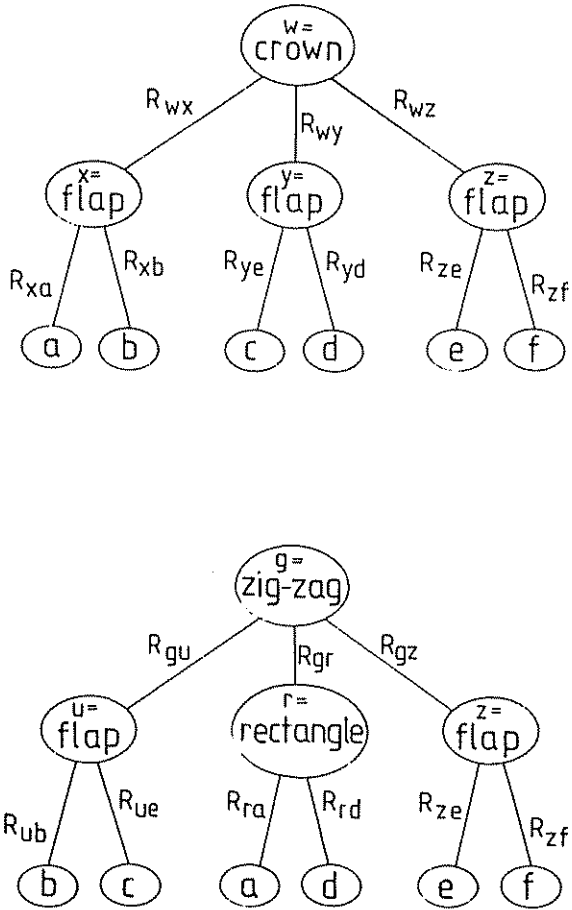 w=
crown
Rwx
Rwy
Rwz
x=
flap
y=
flap
z=
flap
Rxa
Rxb
Rye
Ryd
Rze
Rzf
a
b
c
d
e
f
g=
zig-zag
Rgu
Rgr
Rgz
u=
flap
r=
rectangle
z=
flap
Rub
Rue
Rra
Rrd
Rze
Rzf
b
c
a
d
e
f